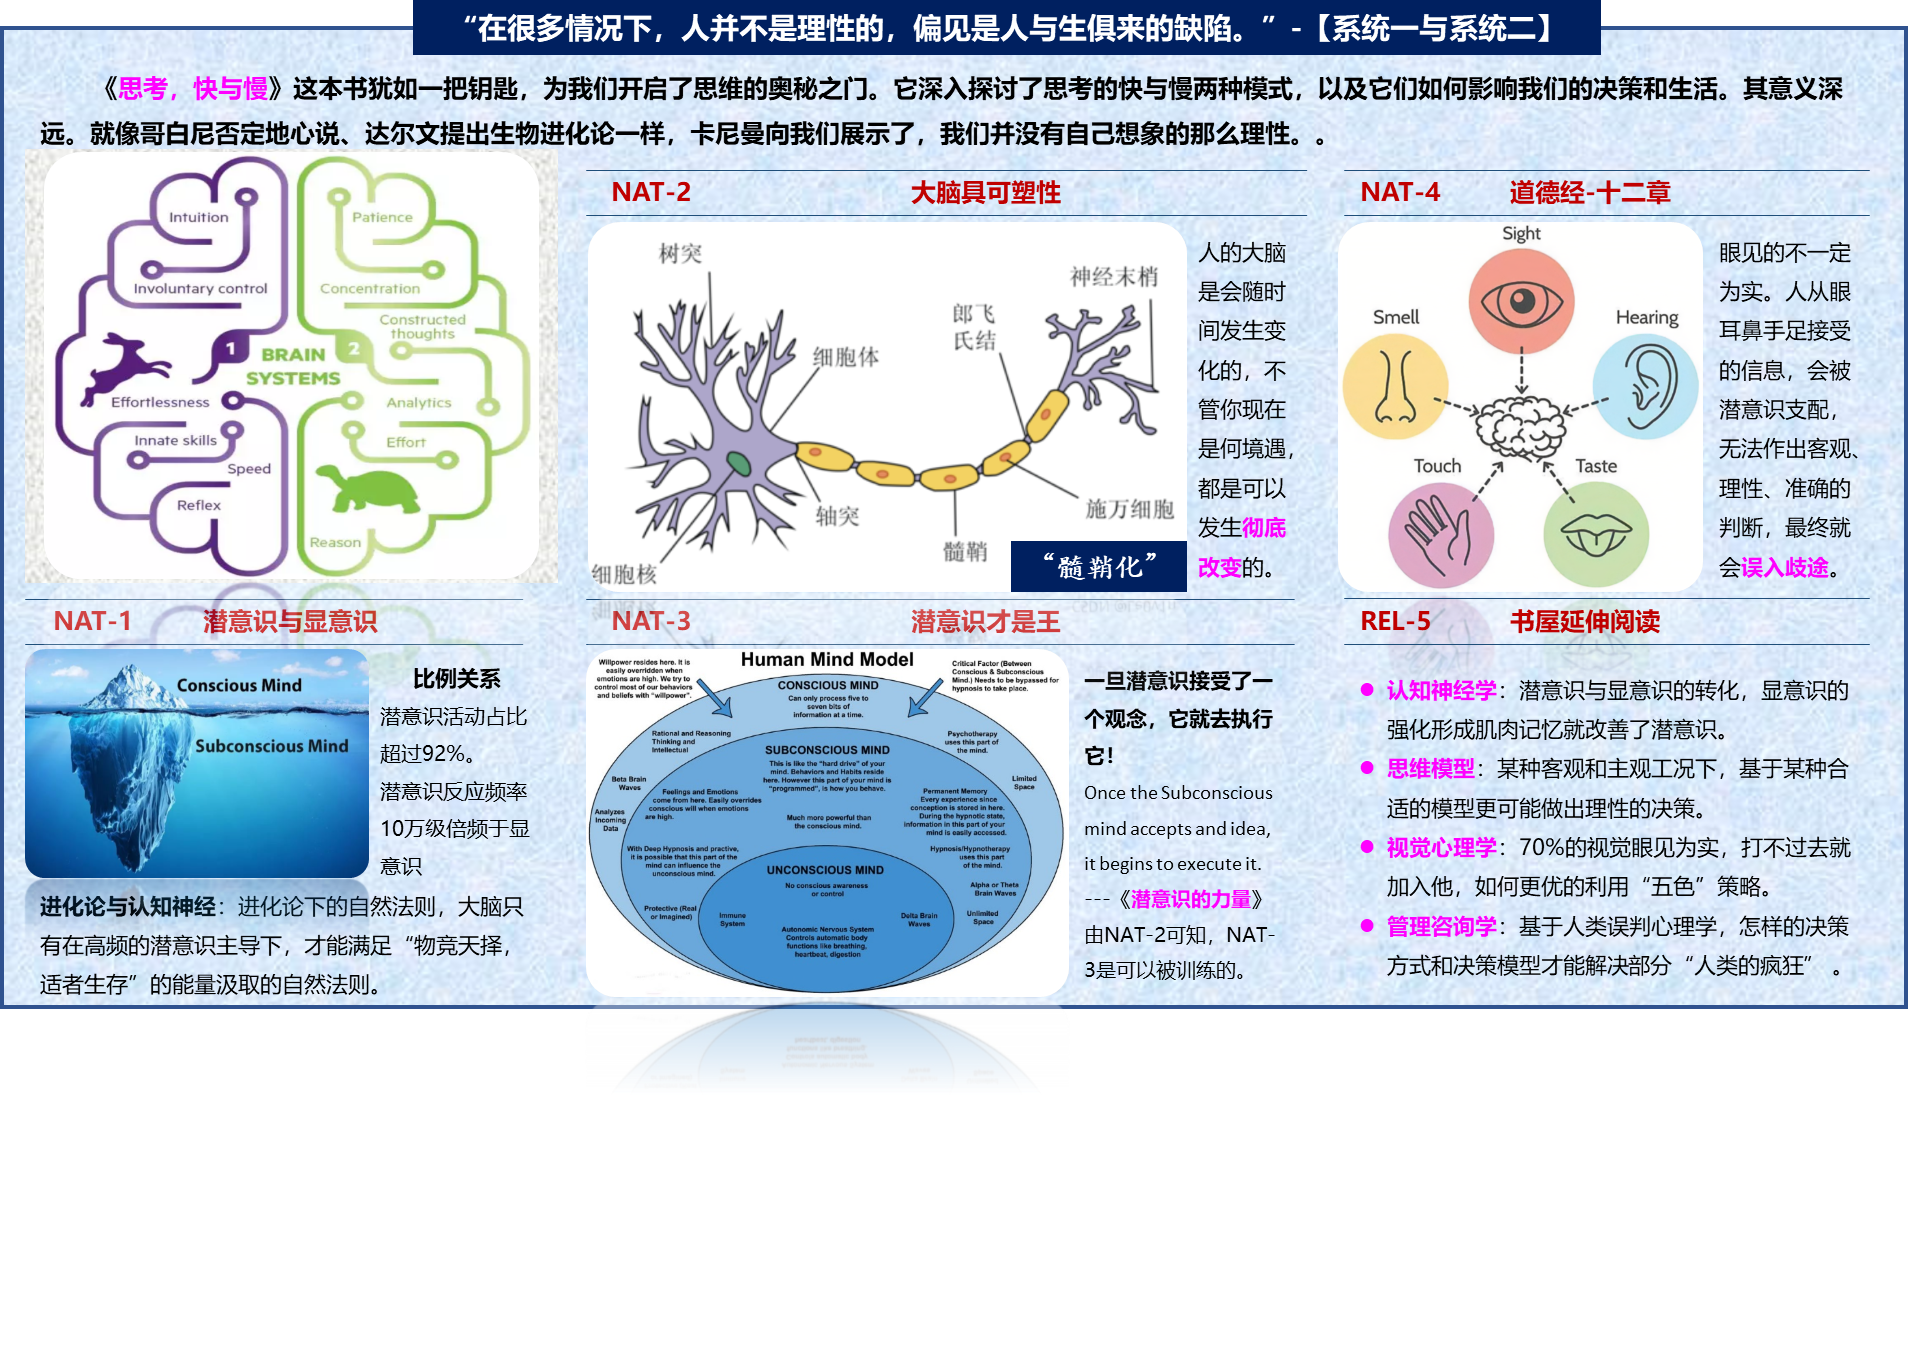 “在很多情况下，人并不是理性的，偏见是人与生俱来的缺陷。”-【系统一与系统二】
《思考，快与慢》这本书犹如一把钥匙，为我们开启了思维的奥秘之门。它深入探讨了思考的快与慢两种模式，以及它们如何影响我们的决策和生活。其意义深
远。就像哥白尼否定地心说、达尔文提出生物进化论一样，卡尼曼向我们展示了，我们并没有自己想象的那么理性。。
Intuition
Involuntary control
1
Effortlessness
Innate skills
Speed
Reflex
BRAIN
SYSTEMS
Patience
Concentration
Constructed
thoughts
2
Analytics
Effort
Reason
NAT-1 潜意识与显意识
Conscious Mind
Subconscious Mind
比例关系
潜意识活动占比
超过92%。
潜意识反应频率
10万级倍频于显
意识
进化论与认知神经：进化论下的自然法则，大脑只
有在高频的潜意识主导下，才能满足“物竞天择，
适者生存”的能量汲取的自然法则。
NAT-2 大脑具可塑性
树突
细胞体
郎飞
氏结
神经末梢
轴突
髓鞘
施万细胞
细胞核
“髓鞘化”
人的大脑
是会随时
间发生变
化的，不
管你现在
是何境遇，
都是可以
发生彻底
改变的。
NAT-3 潜意识才是王
Human Mind Model
Willpower resides here. It is
easily overridden when
emotions are high. We try to
control most of our behaviors
and beliefs with “willpower”.
Critical Factor (Between
Conscious & Subconscious
Mind.) Needs to be bypassed for
hypnosis to take place.
CONSCIOUS MIND
Can only process five to
seven bits of
information at a time.
Rational and Reasoning
Thinking and
Intellectual
Psychotherapy
uses this part of
the mind.
SUBCONSCIOUS MIND
This is like the “hard drive” of your
mind. Behaviors and Habits reside
here. However this part of your mind is
“programmed”, is how you behave.
Beta Brain
Waves
Limited
Space
Feelings and Emotions
come from here. Easily overrides
conscious will when emotions
are high.
Permanent Memory
Every experience since
conception is stored in here.
During the hypnotic state,
information in this part of your
mind is easily accessed.
Analyzes
Incoming
Data
Much more powerful than
the conscious mind.
With Deep Hypnosis and practive,
it is possible that this part of the
mind can influence the
unconscious mind.
Hypnosis/Hypnotherapy
uses this part
of the mind.
UNCONSCIOUS MIND
No conscious awareness
or control
Alpha or Theta
Brain Waves
Protective (Real
or Imagined)
Immune
System
Delta Brain
Waves
Unlimited
Space
Autonomic Nervous System
Controls automatic body
functions like breathing,
heartbeat, digestion
一旦潜意识接受了一
个观念，它就去执行
它！
Once the Subconscious
mind accepts and idea,
it begins to execute it.
---《潜意识的力量》
由NAT-2可知，NAT-
3是可以被训练的。
NAT-4 道德经-十二章
Sight
Smell
Hearing
Touch
Taste
眼见的不一定
为实。人从眼
耳鼻手足接受
的信息，会被
潜意识支配，
无法作出客观、
理性、准确的
判断，最终就
会误入歧途。
REL-5 书屋延伸阅读
● 认知神经学：潜意识与显意识的转化，显意识的
强化形成肌肉记忆就改善了潜意识。
● 思维模型：某种客观和主观工况下，基于某种合
适的模型更可能做出理性的决策。
● 视觉心理学：70%的视觉眼见为实，打不过去就
加入他，如何更优的利用“五色”策略。
● 管理咨询学：基于人类误判心理学，怎样的决策
方式和决策模型才能解决部分“人类的疯狂” 。